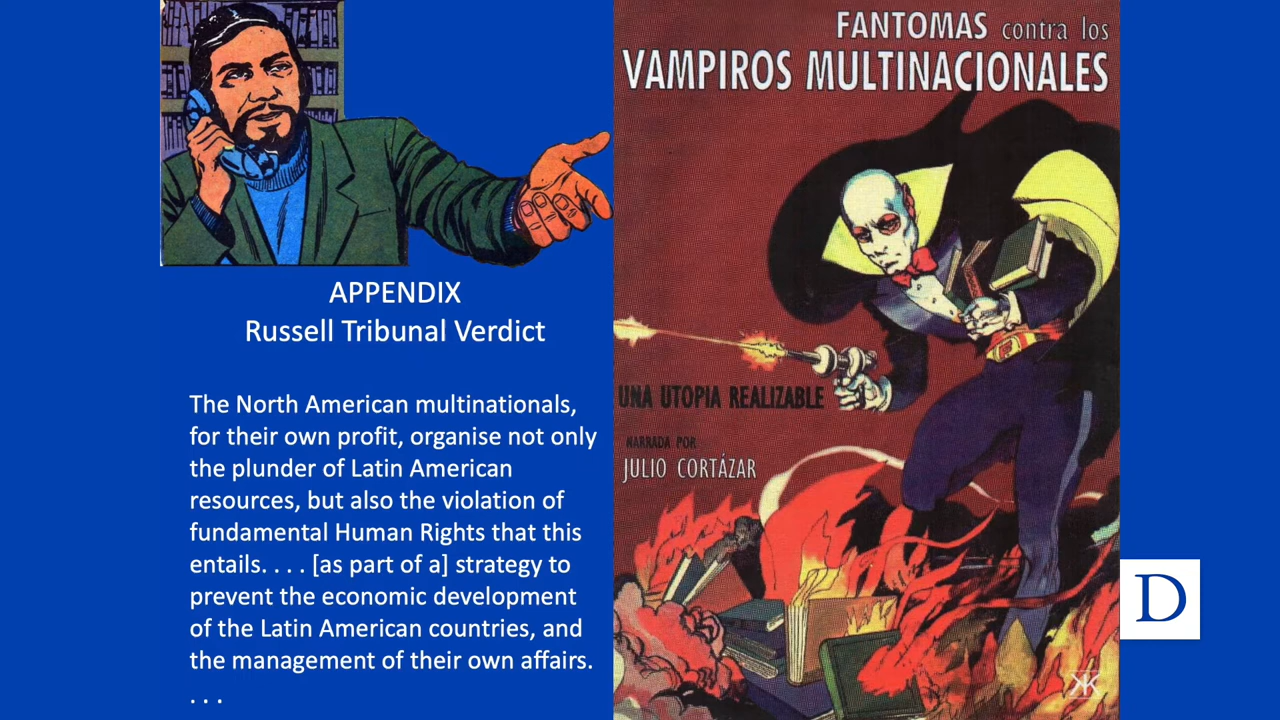 APPENDIX
Russell Tribunal Verdict
The North American multinationals,
for their own profit, organise not only
the plunder of Latin American
resources, but also the violation of
fundamental Human Rights that this
entails. . . . [as part of a] strategy to
prevent the economic development
of the Latin American countries, and
the management of their own affairs.
. . .
FANTOMAS contra los
VAMPIROS MULTINACIONALES
UNA UTOPIA REALIZABLE
NARRADA POR
JULIO CORTÁZAR
D